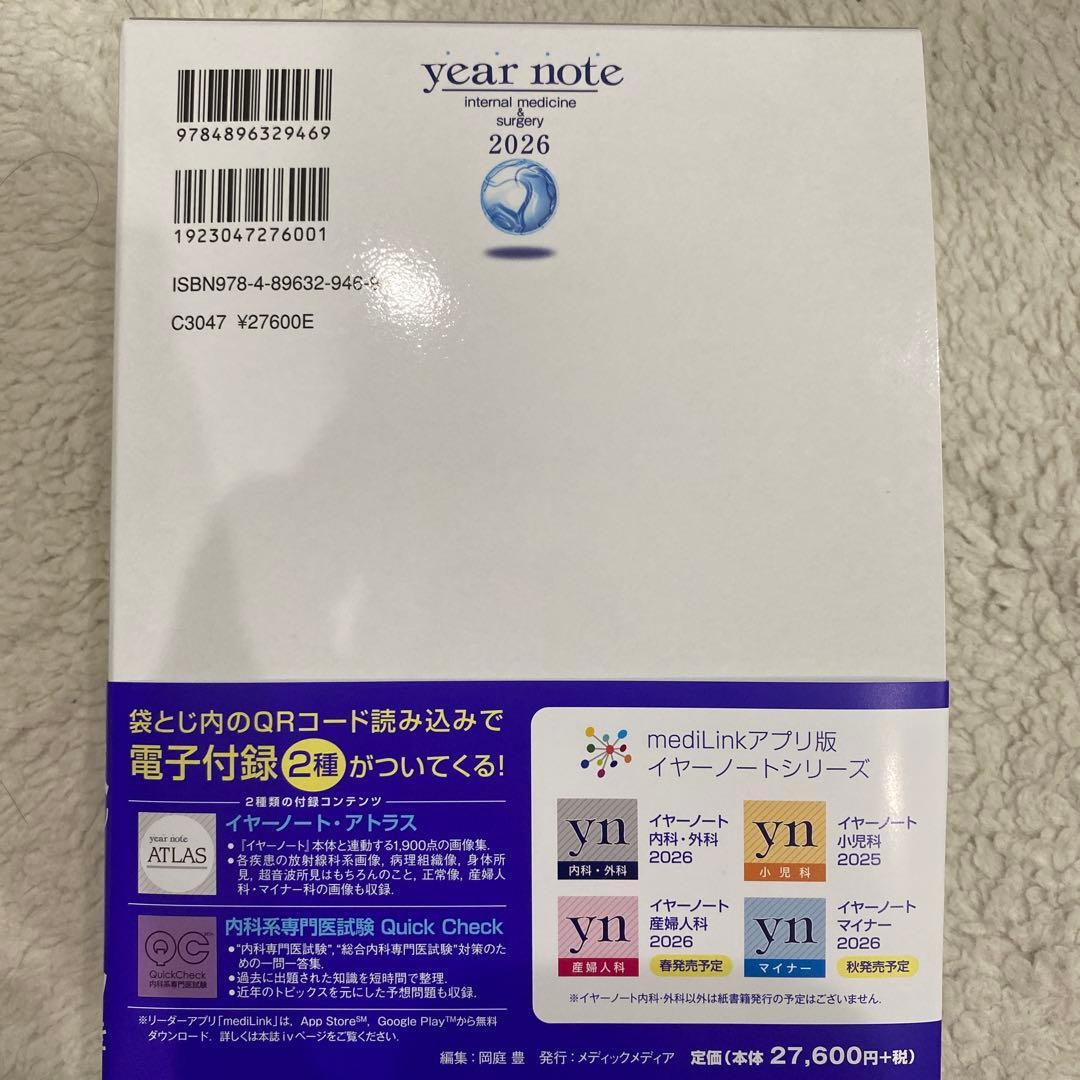 9784896329469
1923047276001
ISBN978-4-89632-946-9
C3047 ¥27600E
year note
internal medicine
&
surgery
2026
袋とじ内のQRコード読み込みで
電子付録2種がついてくる!
2種類の付録コンテンツ
year note
ATLAS
イヤーノート・アトラス
●『イヤーノート』本体と連動する1,900点の画像集.
●各疾患の放射線科系画像, 病理組織像, 身体所
見, 超音波所見はもちろんのこと, 正常像, 産婦人
科・マイナー科の画像も収録.
QC
QuickCheck
内科系専門医試験
内科系専門医試験 Quick Check
●“内科専門医試験”, “総合内科専門医試験”対策のた
めの一問一答集.
●過去に出題された知識を短時間で整理.
●近年のトピックスを元にした予想問題も収録.
※リーダーアプリ「mediLink」は, App Store℠, Google Play™から無料
ダウンロード. 詳しくは本誌ivページをご覧ください.
mediLinkアプリ版
イヤーノートシリーズ
yn
内科・外科
イヤーノート
内科・外科
2026
yn
小児科
イヤーノート
小児科
2025
yn
産婦人科
イヤーノート
産婦人科
2026
春発売予定
yn
マイナー
イヤーノート
マイナー
2026
秋発売予定
※イヤーノート内科・外科以外は紙書籍発行の予定はございません.
編集:岡庭 豊 発行:メディックメディア 定価(本体 27,600円+税)